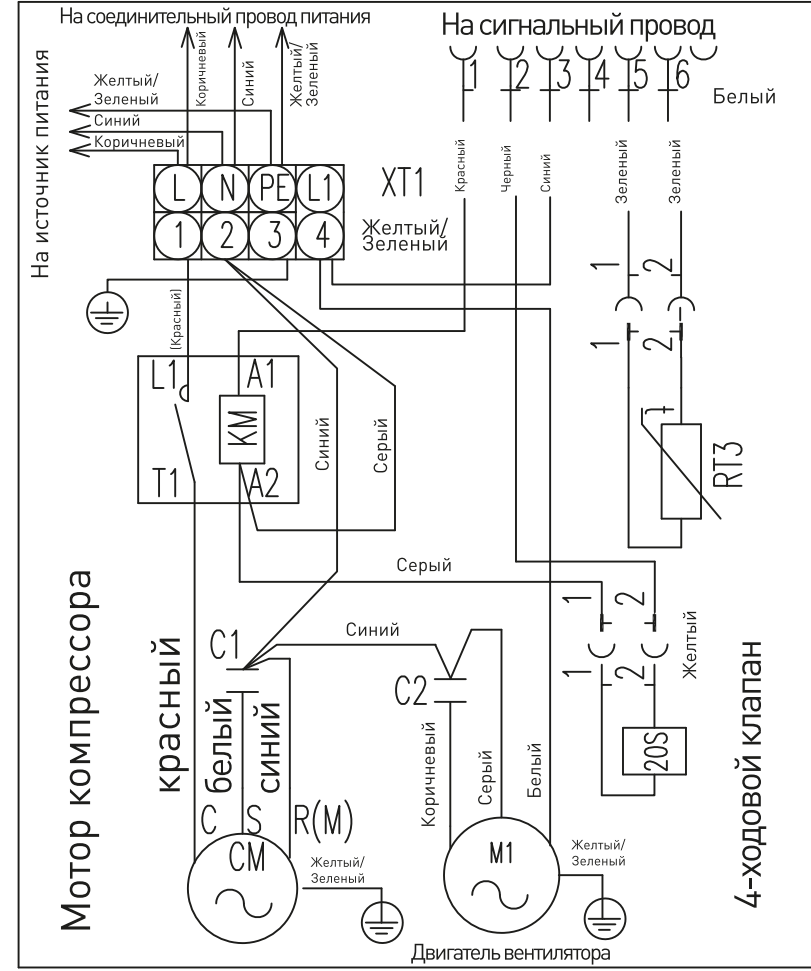 На соединительный провод питания
На сигнальный провод
Коричневый
Синий
Желтый/
Зеленый
1
2
3
4
5
6
Белый
На источник питания
Желтый/
Зеленый
Синий
Коричневый
Красный
Черный
Синий
Зеленый
Зеленый
L
N
PE
L1
XT1
1
2
3
4
Желтый/
Зеленый
(Красный)
1
2
1
2
L1
A1
KM
T1
A2
Синий
Серый
RT3
Серый
1
2
1
2
Желтый
20S
4-ходовой клапан
Мотор компрессора
красный
C1
белый
синий
Синий
C2
Коричневый
Серый
Белый
C
S
R(M)
CM
M1
Желтый/
Зеленый
Желтый/
Зеленый
Двигатель вентилятора